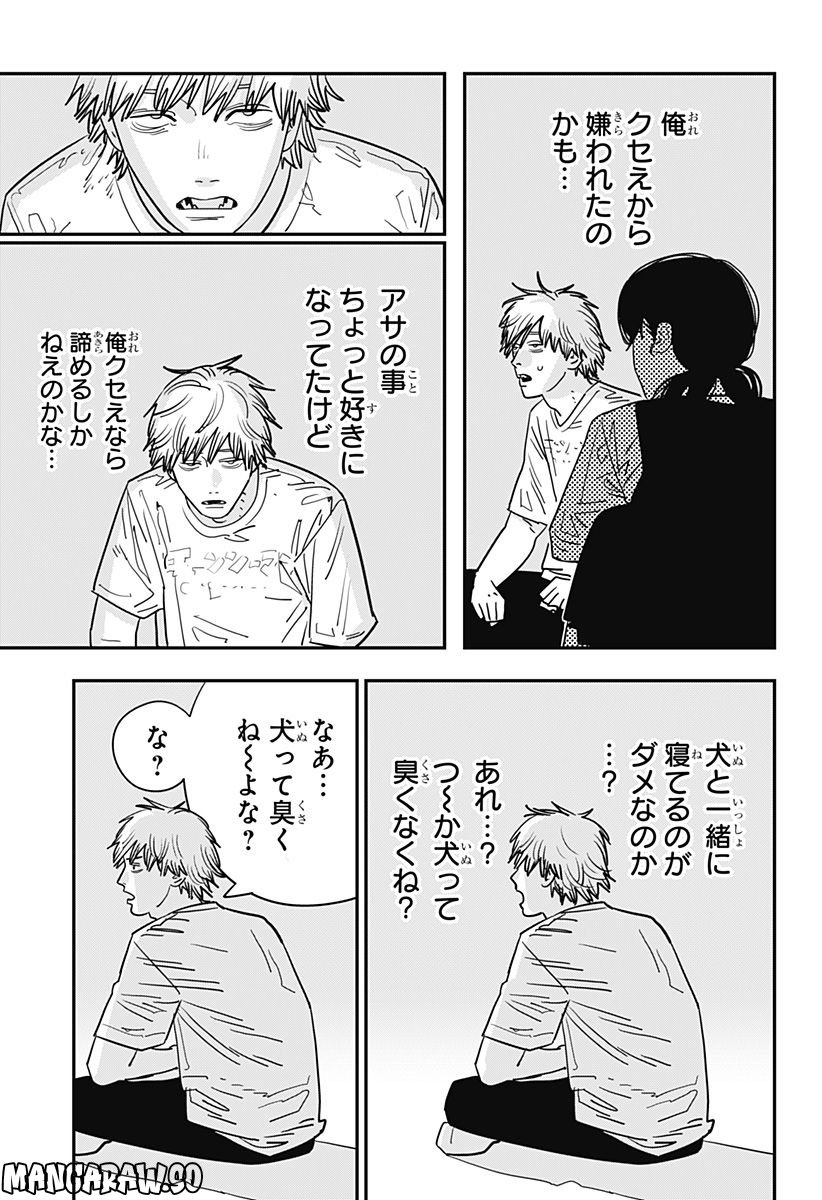 俺
クセえから
嫌われたの
かも…
アサの事
ちょっと好きに
なってたけど
俺クセえなら
諦めるしか
ねえのかな…
犬と一緒に
寝てるのが
ダメなのか
…?
あれ…?
つ〜か犬って
臭くなくね?
なあ…
犬って臭く
ね〜よな?
な?
MANGARAW.SO